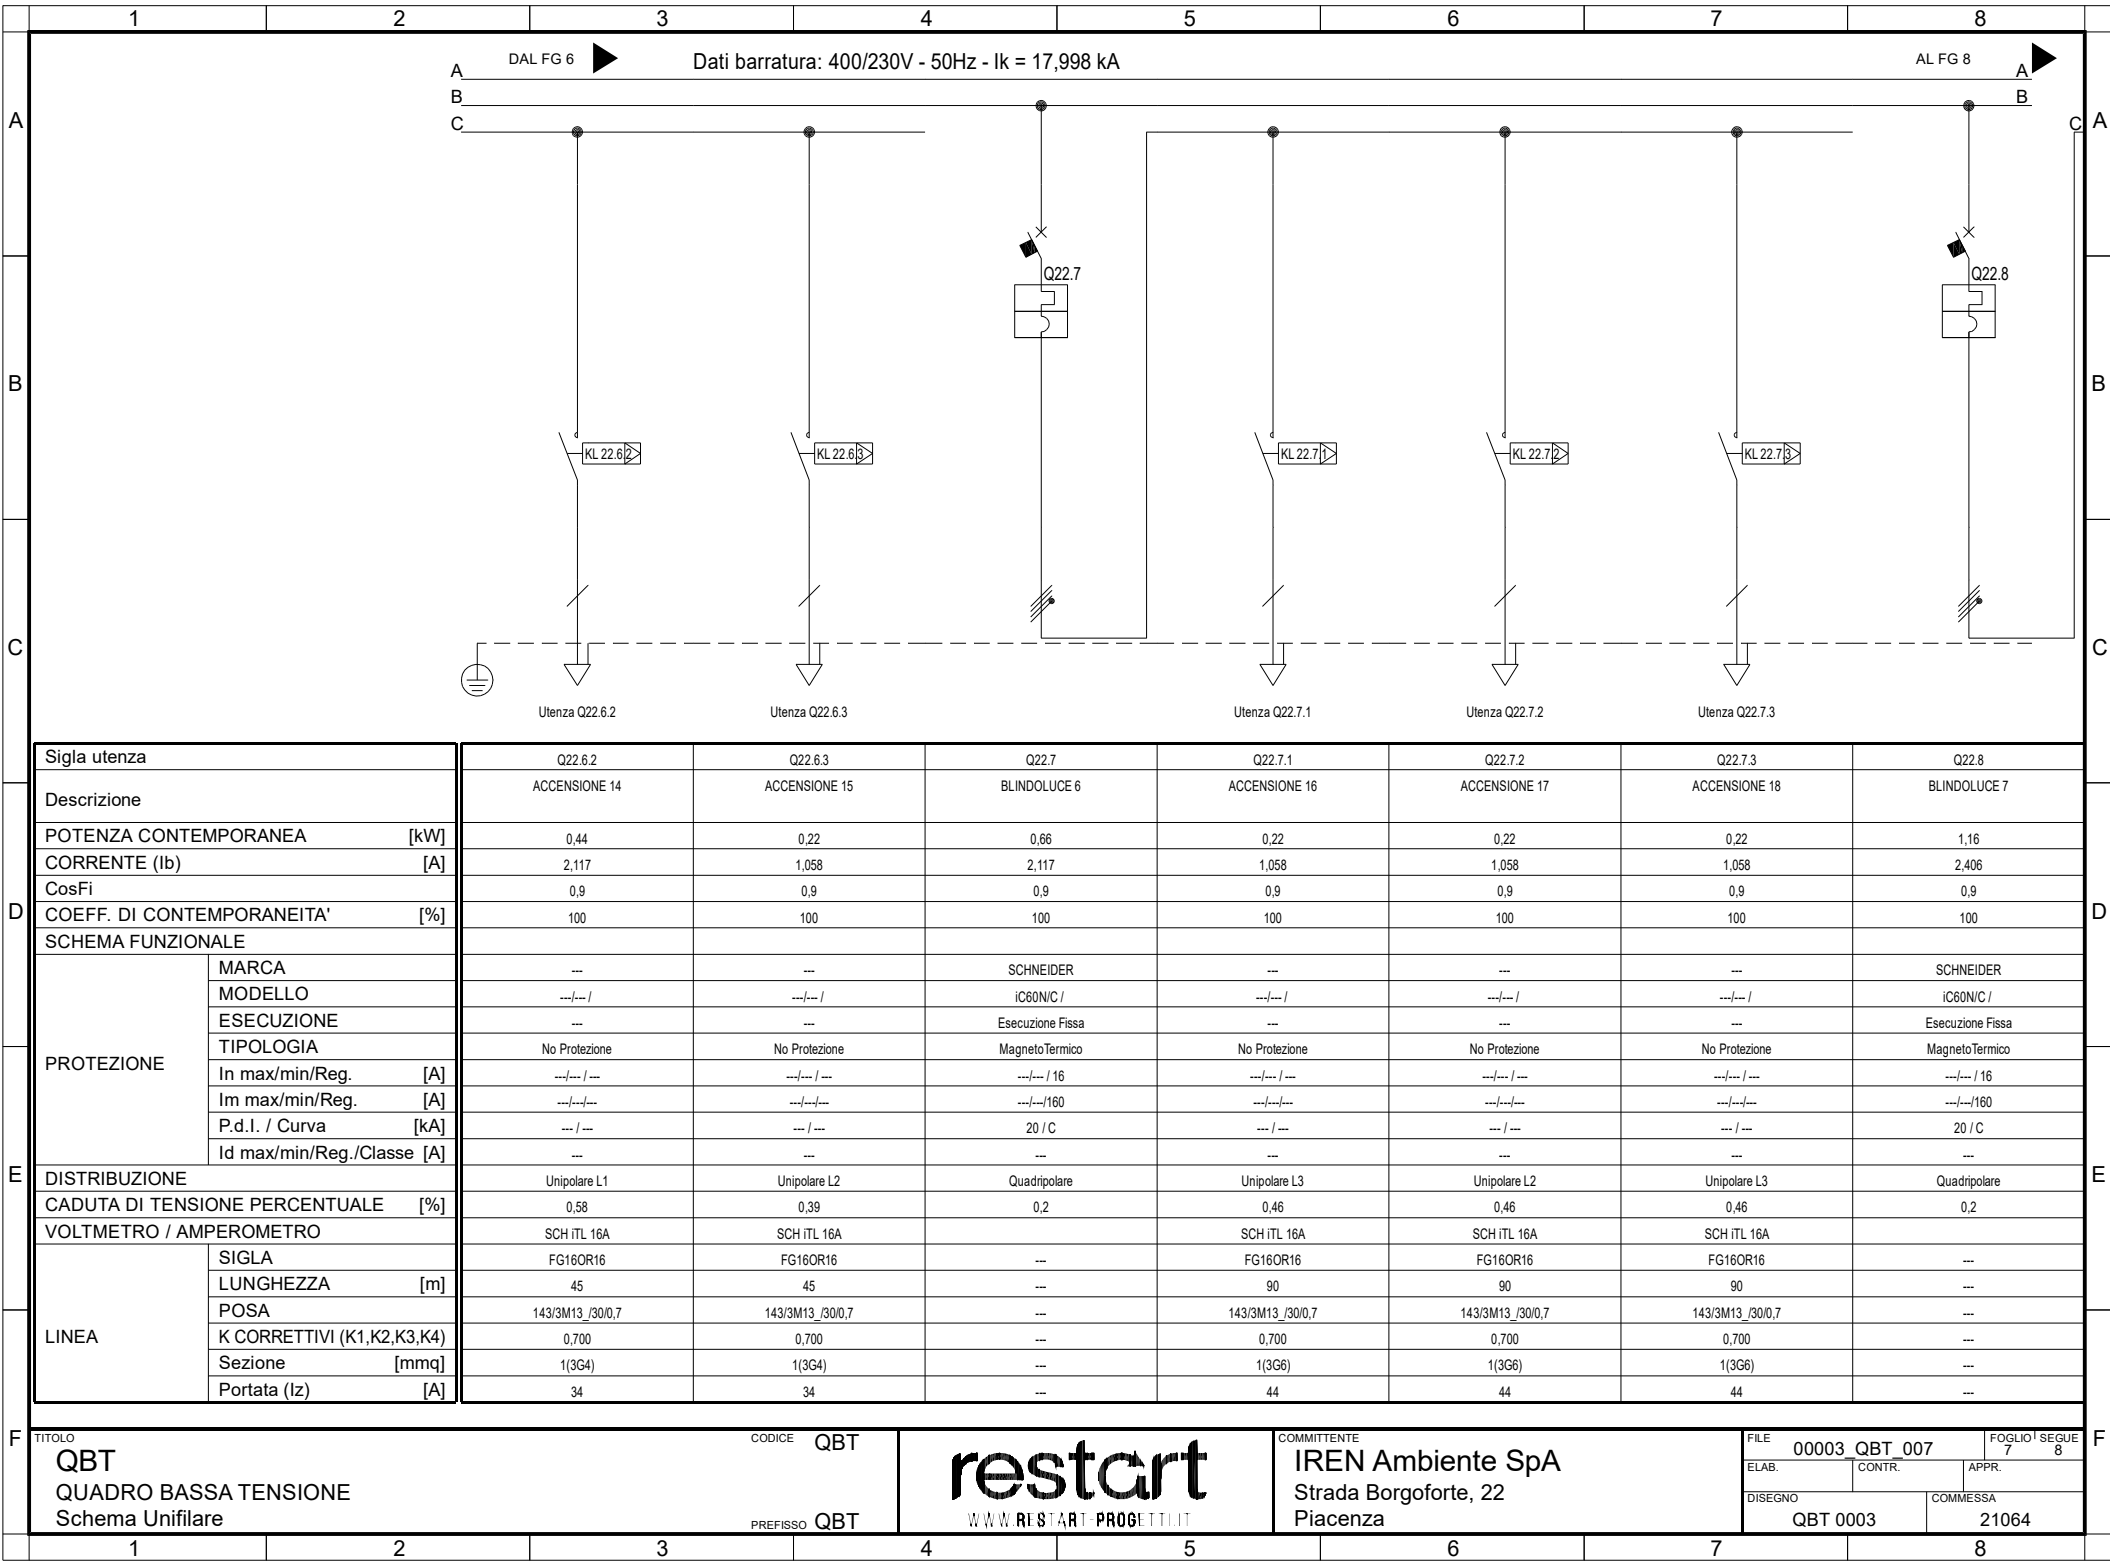 1 2 3 4 5 6 7 8
DAL FG 6 Dati barratura: 400/230V - 50Hz - Ik = 17,998 kA AL FG 8
A A
B B
C C
A A
Q22.7 Q22.8
B B
KL 22.6.2 KL 22.6.3 KL 22.7.1 KL 22.7.2 KL 22.7.3
C C
Utenza Q22.6.2 Utenza Q22.6.3 Utenza Q22.7.1 Utenza Q22.7.2 Utenza Q22.7.3
Sigla utenza Q22.6.2 Q22.6.3 Q22.7 Q22.7.1 Q22.7.2 Q22.7.3 Q22.8
Descrizione ACCENSIONE 14 ACCENSIONE 15 BLINDOLUCE 6 ACCENSIONE 16 ACCENSIONE 17 ACCENSIONE 18 BLINDOLUCE 7
POTENZA CONTEMPORANEA [kW] 0,44 0,22 0,66 0,22 0,22 0,22 1,16
CORRENTE (Ib) [A] 2,117 1,058 2,117 1,058 1,058 1,058 2,406
CosFi 0,9 0,9 0,9 0,9 0,9 0,9 0,9
D D
COEFF. DI CONTEMPORANEITA' [%] 100 100 100 100 100 100 100
SCHEMA FUNZIONALE
PROTEZIONE
MARCA --- --- SCHNEIDER --- --- --- SCHNEIDER
MODELLO ---/--- / ---/--- / iC60N/C / ---/--- / ---/--- / ---/--- / iC60N/C /
ESECUZIONE --- --- Esecuzione Fissa --- --- --- Esecuzione Fissa
TIPOLOGIA No Protezione No Protezione MagnetoTermico No Protezione No Protezione No Protezione MagnetoTermico
In max/min/Reg. [A] ---/--- / --- ---/--- / --- ---/--- / 16 ---/--- / --- ---/--- / --- ---/--- / --- ---/--- / 16
Im max/min/Reg. [A] ---/---/--- ---/---/--- ---/---/160 ---/---/--- ---/---/--- ---/---/--- ---/---/160
P.d.I. / Curva [kA] --- / --- --- / --- 20 / C --- / --- --- / --- --- / --- 20 / C
Id max/min/Reg./Classe [A] --- --- --- --- --- --- ---
E E
DISTRIBUZIONE Unipolare L1 Unipolare L2 Quadripolare Unipolare L3 Unipolare L2 Unipolare L3 Quadripolare
CADUTA DI TENSIONE PERCENTUALE [%] 0,58 0,39 0,2 0,46 0,46 0,46 0,2
VOLTMETRO / AMPEROMETRO SCH iTL 16A SCH iTL 16A SCH iTL 16A SCH iTL 16A SCH iTL 16A
LINEA
SIGLA FG16OR16 FG16OR16 --- FG16OR16 FG16OR16 FG16OR16 ---
LUNGHEZZA [m] 45 45 --- 90 90 90 ---
POSA 143/3M13_/30/0,7 143/3M13_/30/0,7 --- 143/3M13_/30/0,7 143/3M13_/30/0,7 143/3M13_/30/0,7 ---
K CORRETTIVI (K1,K2,K3,K4) 0,700 0,700 --- 0,700 0,700 0,700 ---
Sezione [mmq] 1(3G4) 1(3G4) --- 1(3G6) 1(3G6) 1(3G6) ---
Portata (Iz) [A] 34 34 --- 44 44 44 ---
F F
TITOLO
QBT
QUADRO BASSA TENSIONE
Schema Unifilare
CODICE QBT
PREFISSO QBT
restart
WWW.RESTART-PROGETTI.IT
COMMITTENTE
IREN Ambiente SpA
Strada Borgoforte, 22
Piacenza
FILE 00003_QBT_007 FOGLIO 7 SEGUE 8
ELAB. CONTR. APPR.
DISEGNO COMMESSA
QBT 0003 21064
1 2 3 4 5 6 7 8